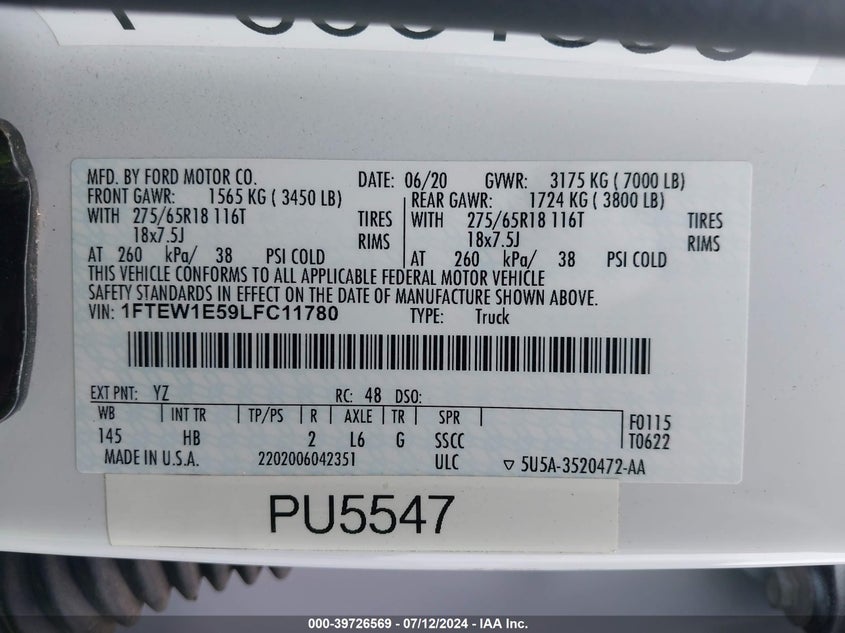 MFD. BY FORD MOTOR CO. DATE: 06/20 GVWR: 3175 KG ( 7000 LB)
FRONT GAWR: 1565 KG ( 3450 LB) REAR GAWR: 1724 KG ( 3800 LB)
WITH 275/65R18 116T TIRES WITH 275/65R18 116T TIRES
18x7.5J RIMS 18x7.5J RIMS
AT 260 kPa/ 38 PSI COLD AT 260 kPa/ 38 PSI COLD
THIS VEHICLE CONFORMS TO ALL APPLICABLE FEDERAL MOTOR VEHICLE
SAFETY STANDARDS IN EFFECT ON THE DATE OF MANUFACTURE SHOWN ABOVE.
VIN: 1FTEW1E59LFC11780 TYPE: Truck
EXT PNT: YZ RC: 48 DSO:
WB INT TR TP/PS R AXLE TR SPR F0115
145 HB 2 L6 G SSCC T0622
MADE IN U.S.A. 2202006042351 ULC ▽ 5U5A-3520472-AA
PU5547
000-39726569 - 07/12/2024 - IAA Inc.